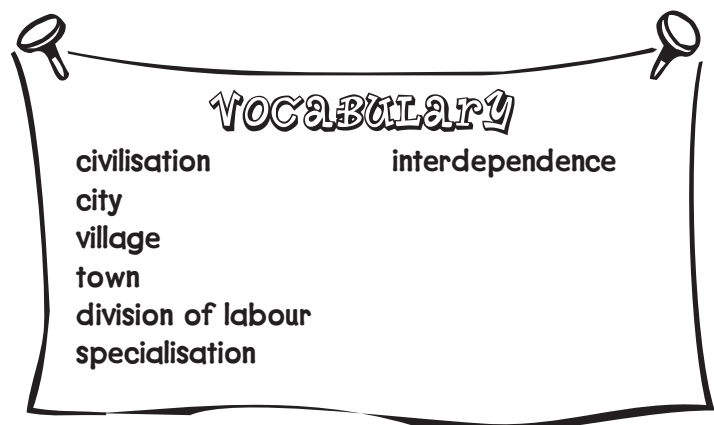 Vocabulary
civilisation
city
village
town
division of labour
specialisation
interdependence